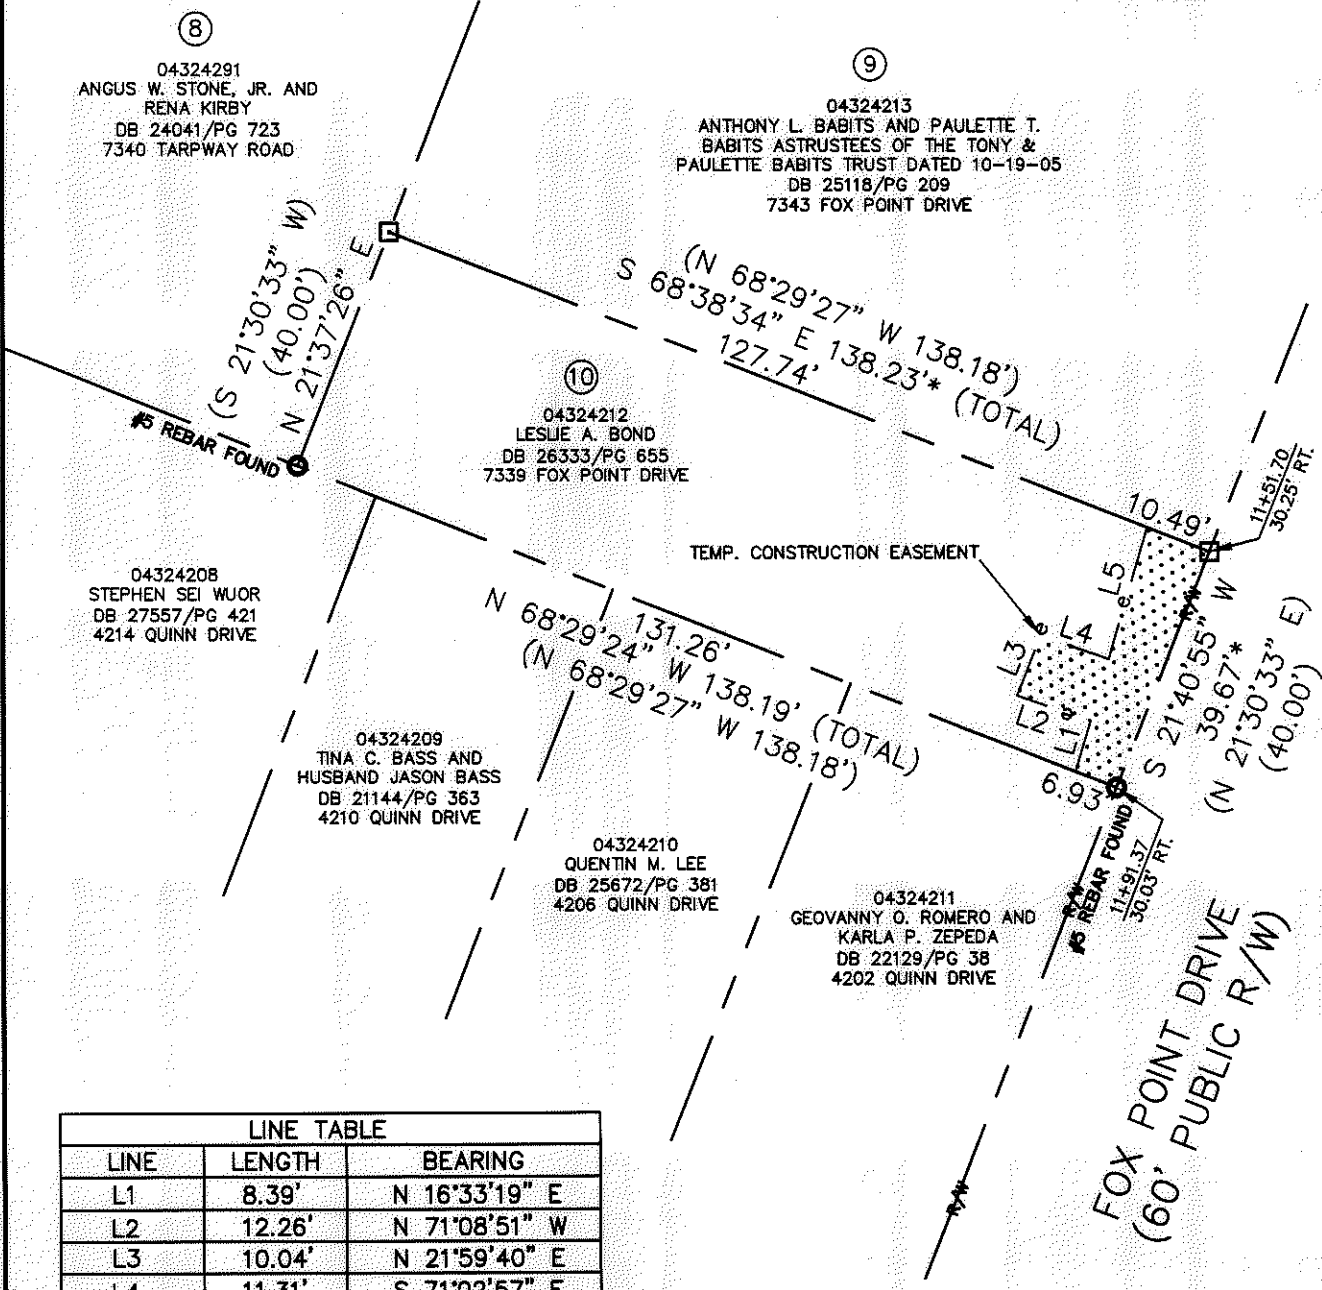 8
04324291
ANGUS W. STONE, JR. AND
RENA KIRBY
DB 24041/PG 723
7340 TARPWAY ROAD
9
04324213
ANTHONY L. BABITS AND PAULETTE T.
BABITS ASTRUSTEES OF THE TONY &
PAULETTE BABITS TRUST DATED 10-19-05
DB 25118/PG 209
7343 FOX POINT DRIVE
(S 21°30'33" W)
(40.00')
N 21°37'26" E
(N 68°29'27" W 138.18')
S 68°38'34" E 138.23'* (TOTAL)
127.74'
#5 REBAR FOUND
10
04324212
LESLIE A. BOND
DB 26333/PG 655
7339 FOX POINT DRIVE
10.49'
11+51.70
30.25' RT.
TEMP. CONSTRUCTION EASEMENT
L5
e
R/W
e
L4
L3
L2
L1
e
S 21°40'55" W
39.67'*
(N 21°30'33" E)
(40.00')
04324208
STEPHEN SEI WUOR
DB 27557/PG 421
4214 QUINN DRIVE
131.26'
N 68°29'24" W 138.19' (TOTAL)
(N 68°29'27" W 138.18')
6.93'
11+91.37
30.03' RT.
#5 REBAR FOUND
R/W
04324209
TINA C. BASS AND
HUSBAND JASON BASS
DB 21144/PG 363
4210 QUINN DRIVE
04324210
QUENTIN M. LEE
DB 25672/PG 381
4206 QUINN DRIVE
04324211
GEOVANNY O. ROMERO AND
KARLA P. ZEPEDA
DB 22129/PG 38
4202 QUINN DRIVE
FOX POINT DRIVE
(60' PUBLIC R/W)
R/W
LINE TABLE
LINE LENGTH BEARING
L1 8.39' N 16°33'19" E
L2 12.26' N 71°08'51" W
L3 10.04' N 21°59'40" E
L4 11.31' S 71°02'57" E